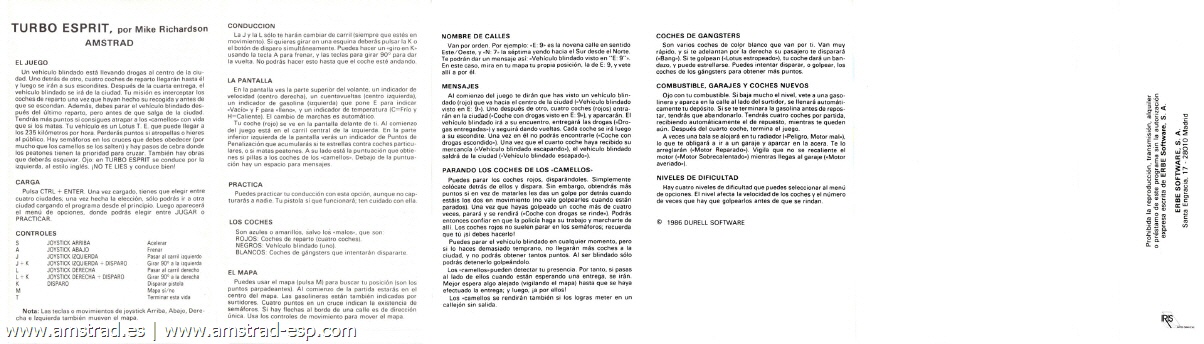 TURBO ESPRIT, por Mike Richardson
AMSTRAD
EL JUEGO
Un vehículo blindado está llevando drogas al centro de la ciu-
dad. Uno detrás de otro, cuatro coches de reparto llegarán hasta él
y luego se irán a sus escondites. Después de la cuarta entrega, el
vehículo blindado se irá de la ciudad. Tu misión es interceptar los
coches de reparto una vez que hayan hecho su recogida y antes de
que se escondan. Además, debes parar el vehículo blindado des-
pués del último reparto, pero antes de que salga de la ciudad.
Tendrás más puntos si consigues atrapar a los «camellos» con vida
que si los matas. Tu vehículo es un Lotus T. E. que puede llegar a
los 235 kilómetros por hora. Perderás puntos si atropellas o hieres
al público. Hay semáforos en los cruces que debes obedecer (por
mucho que los camellos se los salten) y hay pasos de cebra donde
los peatones tienen la prioridad para cruzar. También hay obras
que deberás esquivar. Ojo: en TURBO ESPRIT se conduce por la
izquierda, al estilo inglés. ¡NO TE LIES y conduce bien!
CARGA
Pulsa CTRL + ENTER. Una vez cargado, tienes que elegir entre
cuatro ciudades, una vez hecha la elección, sólo podrás ir a otra
ciudad cargando el programa desde el principio. Luego aparecerá
el menú de opciones, donde podrás elegir entre JUGAR o
PRACTICAR.
CONTROLES
S JOYSTICK ARRIBA Acelerar
A JOYSTICK ABAJO Frenar
J JOYSTICK IZQUIERDA Pasar al carril izquierdo
J + K JOYSTICK IZQUIERDA + DISPARO Girar 90° a la izquierda
L JOYSTICK DERECHA Pasar al carril derecho
L + K JOYSTICK DERECHA + DISPARO Girar 90° a la derecha
K DISPARO Disparar pistola
M Mapa si/no
T Terminar esta vida
Nota: Las teclas o movimientos de joystick Arriba, Abajo, Dere-
cha e Izquierda también mueven el mapa.
CONDUCCION
La J y la L sólo te harán cambiar de carril (siempre que estés en
movimiento). Si quieres girar en una esquina deberás pulsar la K o
el botón de disparo simultáneamente. Puedes hacer un «giro en K»
usando la tecla A para frenar, y las teclas para girar 90° para dar
la vuelta. No podrás hacer esto hasta que el coche esté andando.
LA PANTALLA
En la pantalla ves la parte superior del volante, un indicador de
velocidad (centro derecha), un cuentavueltas (centro izquierda),
un indicador de gasolina (izquierda) que pone E para indicar
«Vacío» y F para «lleno», y un indicador de temperatura (C=Frío y
H=Caliente). El cambio de marchas es automático.
Tu coche (rojo) se ve en la pantalla delante de ti. Al comienzo
del juego está en el carril central de la izquierda. En la parte
inferior izquierda de la pantalla verás un indicador de Puntos de
Penalización que acumularás si te estrellas contra coches particu-
lares, o si matas peatones. A su lado está la puntuación que obtie-
nes si pillas a los coches de los «camellos». Debajo de la puntua-
ción hay un espacio para mensajes.
PRACTICA
Puedes practicar tu conducción con esta opción, aunque no cap-
turarás a nadie. Tu pistola sí que funcionará; ten cuidado con ella.
LOS COCHES
Son azules o amarillos, salvo los «malos», que son:
ROJOS: Coches de reparto (cuatro coches).
NEGROS: Vehículo blindado (uno).
BLANCOS: Coches de gángsters que intentarán dispararte.
EL MAPA
Puedes usar el mapa (pulsa M) para buscar tu posición (son los
puntos parpadeantes). Al comienzo de la partida estarás en el
centro del mapa. Las gasolineras están también indicadas por
surtidores. Cuatro puntos en un cruce indican la existencia de
semáforos. Si hay flechas al borde de una calle es de dirección
única. Usa los controles de movimiento para mover el mapa.
NOMBRE DE CALLES
Van por orden. Por ejemplo: «E: 9» es la novena calle en sentido
Este/Oeste, y «N: 7» la séptima yendo hacia el Sur desde el Norte.
Te podrán dar un mensaje así: «Vehículo blindado visto en "E: 9"».
En este caso, mira en tu mapa tu propia posición, la de E: 9, y vete
allí a por él.
MENSAJES
Al comienzo del juego te dirán que has visto un vehículo blin-
dado (rojo) que va hacia el centro de la ciudad («Vehículo blindado
visto en E: 9»). Uno después de otro, cuatro coches (rojos) entra-
rán en la ciudad («Coche con drogas visto en E: 9»), y aparcarán. El
vehículo blindado irá a su encuentro, entregará las drogas («Dro-
gas entregadas») y seguirá dando vueltas. Cada coche se irá luego
a su escondite. Una vez en él no podrás encontrarle («Coche con
drogas escondido»). Una vez que el cuarto coche haya recibido su
mercancía («Vehículo blindado escapando»), el vehículo blindado
saldrá de la ciudad («Vehículo blindado escapado»).
PARANDO LOS COCHES DE LOS «CAMELLOS»
Puedes parar los coches rojos, disparándoles. Simplemente
colócate detrás de ellos y dispara. Sin embargo, obtendrás más
puntos si en vez de matarles les das un golpe por detrás cuando
estáis los dos en movimiento (no vale golpearles cuando están
parados). Una vez que hayas golpeado un coche más de cuatro
veces, parará y se rendirá («Coche con drogas se rinde»). Podrás
entonces confiar en que la policía haga su trabajo y marcharte de
allí. Los coches rojos no suelen parar en los semáforos; recuerda
que tú ¡sí debes hacerlo!
Puedes parar el vehículo blindado en cualquier momento, pero
si lo haces demasiado temprano, no llegarán más coches a la
ciudad, y no podrás obtener tantos puntos. Al ser blindado sólo
podrás detenerlo golpeándolo.
Los «camellos» pueden detectar tu presencia. Por tanto, si pasas
al lado de ellos cuando están esperando una entrega, se irán.
Mejor espera algo alejado (vigilando el mapa) hasta que se haya
efectuado la entrega; y luego, ¡a por ellos!
Los «camellos se rendirán también si los logras meter en un
callejón sin salida.
COCHES DE GANGSTERS
Son varios coches de color blanco que van por ti. Van muy
rápido, y si te adelantan por la derecha su pasajero te disparará
(«Bang»). Si te golpean («Lotus estropeado»), tu coche dará un ban-
dazo, y puede estrellarse. Puedes intentar disparar, o golpear, los
coches de los gángsters para obtener más puntos.
COMBUSTIBLE, GARAJES Y COCHES NUEVOS
Ojo con tu combustible. Si baja mucho el nivel, vete a una gaso-
linera y aparca en la calle al lado del surtidor, se llenará automáti-
camente tu depósito. Si se te terminara la gasolina antes de repos-
tar, tendrás que abandonarlo. Tendrás cuatro coches por partida,
recibiendo automáticamente el de repuesto, mientras te queden
aún. Después del cuarto coche, termina el juego.
A veces una bala se alojará en tu radiador («Peligro. Motor mal»),
lo que te obligará a ir a un garaje y aparcar en la acera. Te lo
arreglarán («Motor Reparado»). Vigila que no se recaliente el
motor («Motor Sobrecalentado») mientras llegas al garaje («Motor
averiado»).
NIVELES DE DIFICULTAD
Hay cuatro niveles de dificultad que puedes seleccionar al menú
de opciones. El nivel afecta la velocidad de los coches y el número
de veces que hay que golpearlos antes de que se rindan.
© 1986 DURELL SOFTWARE
Prohibida la reproducción, transmisión, alquiler
o préstamo de este programa sin la autorización
expresa escrita de ERBE Software, S. A.
ERBE SOFTWARE, S. A.
Santa Engracia, 17 - 28010 Madrid
www.amstrad.es | www.amstrad-esp.com